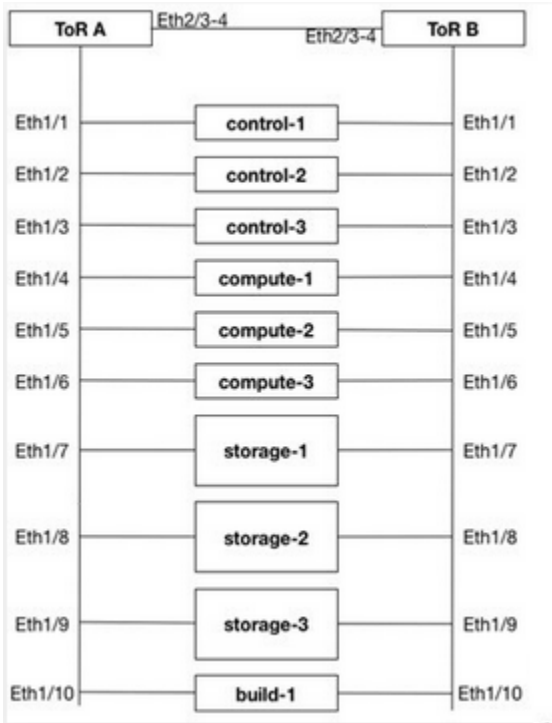 ToR A Eth2/3-4 Eth2/3-4 ToR B
Eth1/1 control-1 Eth1/1
Eth1/2 control-2 Eth1/2
Eth1/3 control-3 Eth1/3
Eth1/4 compute-1 Eth1/4
Eth1/5 compute-2 Eth1/5
Eth1/6 compute-3 Eth1/6
Eth1/7 storage-1 Eth1/7
Eth1/8 storage-2 Eth1/8
Eth1/9 storage-3 Eth1/9
Eth1/10 build-1 Eth1/10